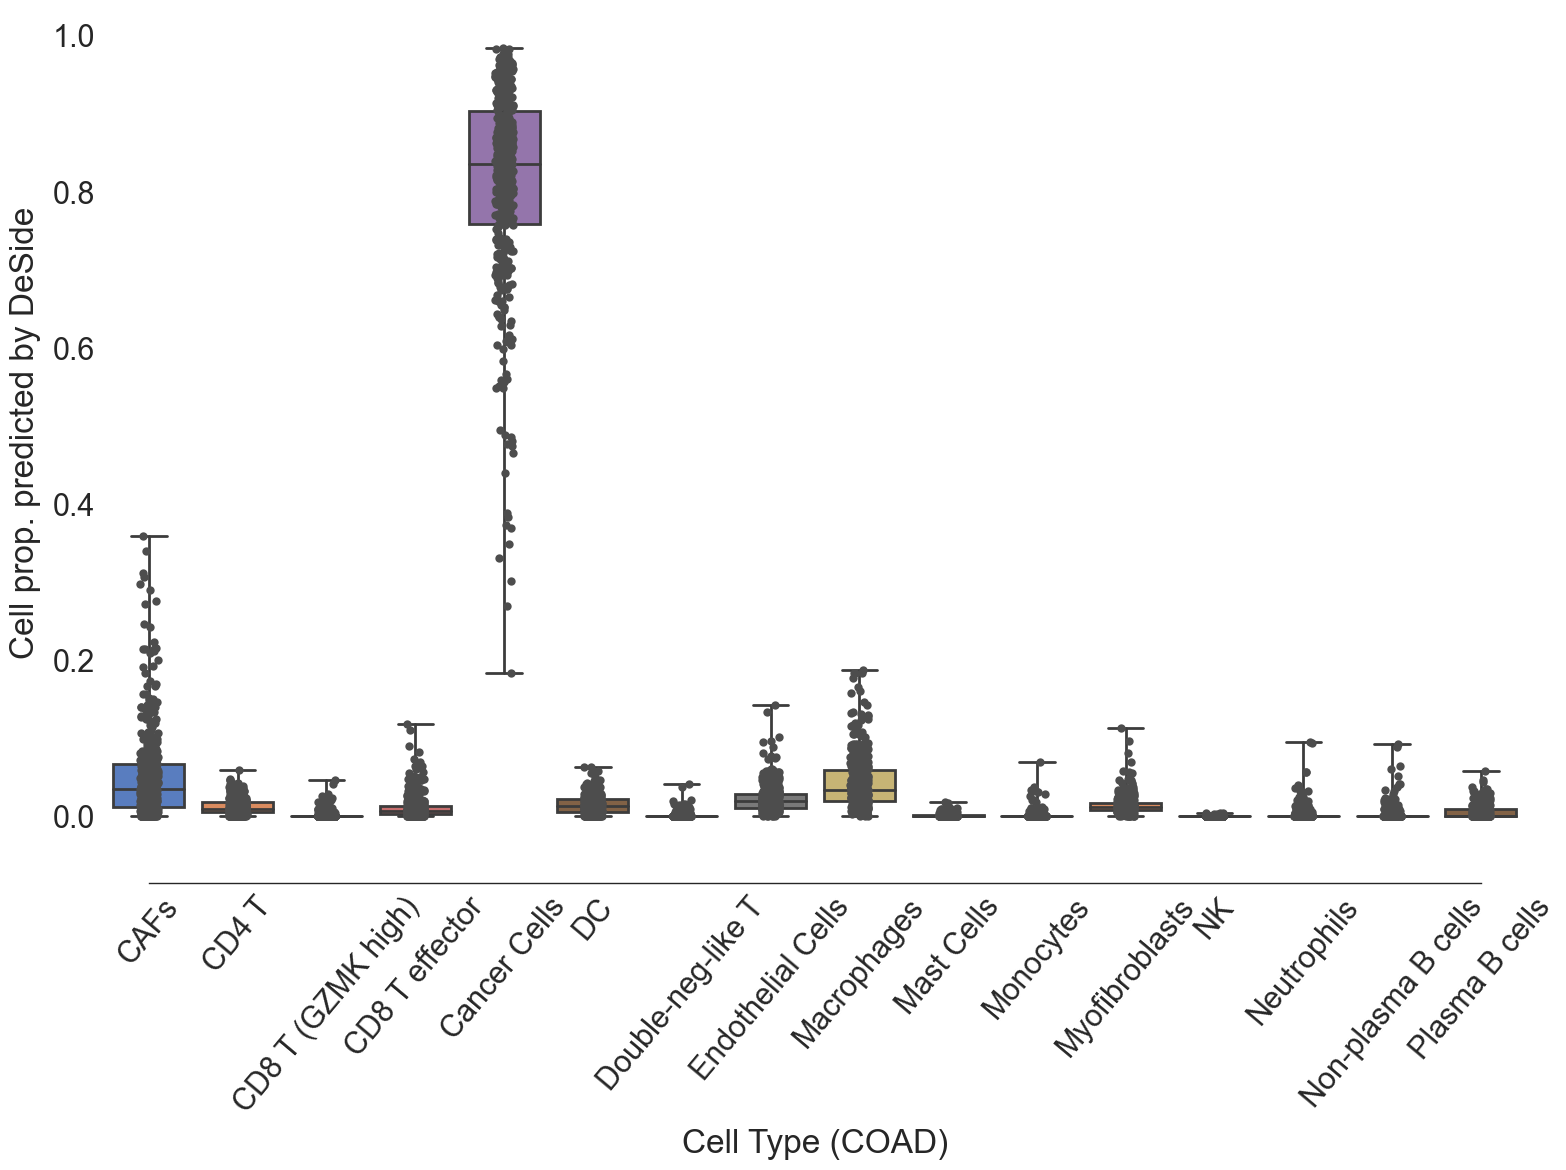 Cell prop. predicted by DeSide
1.0
0.8
0.6
0.4
0.2
0.0
CAFs
CD4 T
CD8 T (GZMK high)
CD8 T effector
Cancer Cells
DC
Double-neg-like T
Endothelial Cells
Macrophages
Mast Cells
Monocytes
Myofibroblasts
NK
Neutrophils
Non-plasma B cells
Plasma B cells
Cell Type (COAD)